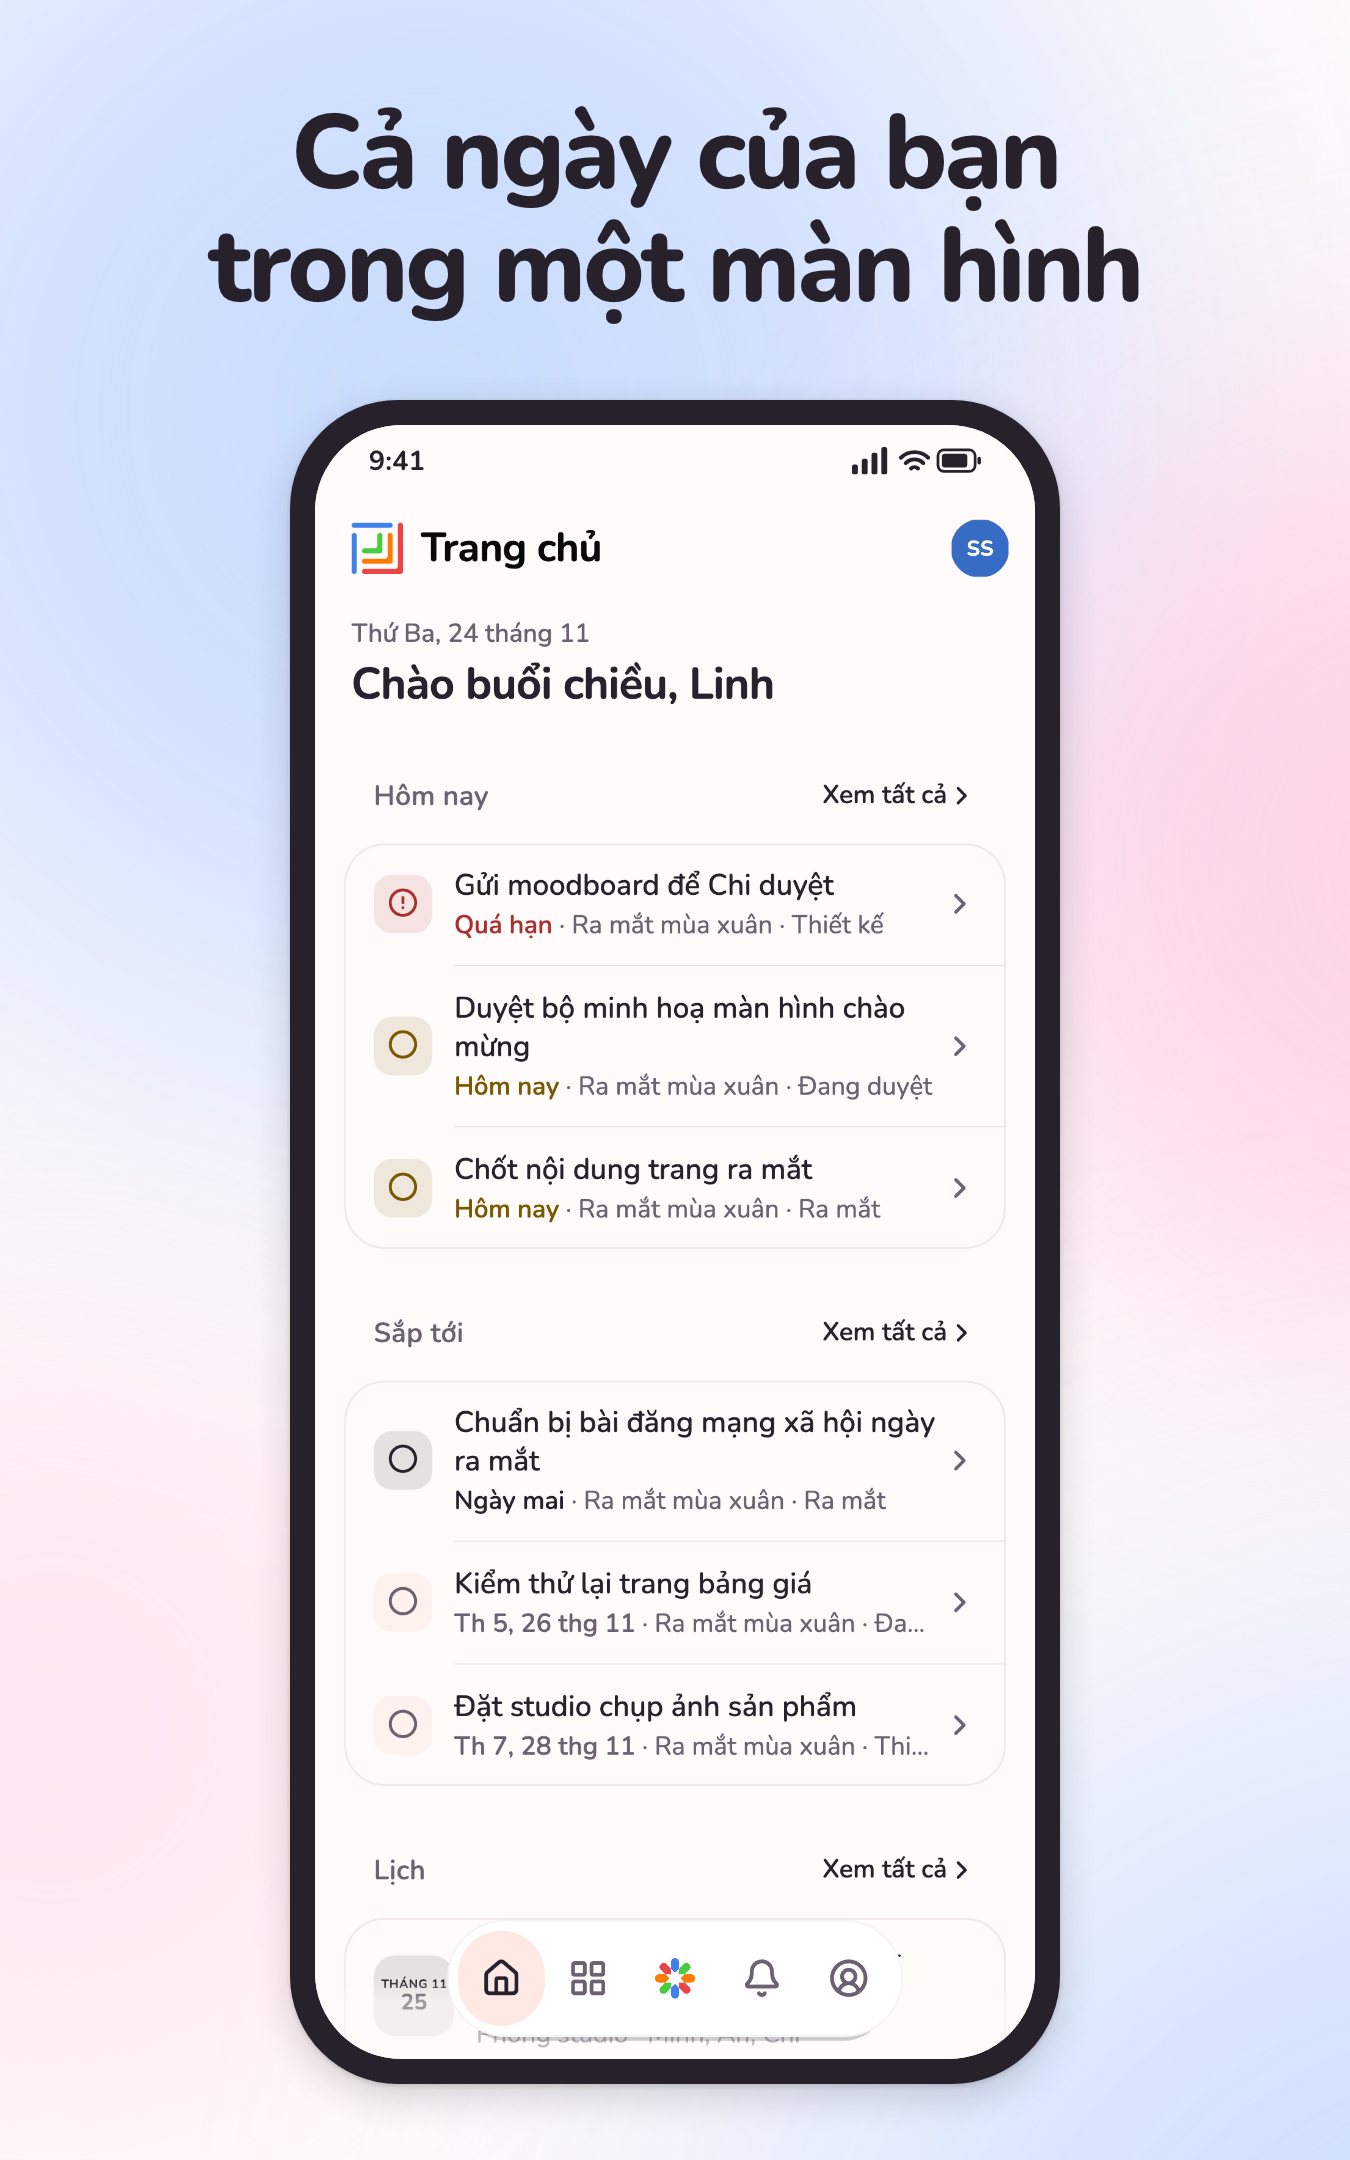 Cả ngày của bạn
trong một màn hình
9:41
Trang chủ
SS
Thứ Ba, 24 tháng 11
Chào buổi chiều, Linh
Hôm nay
Xem tất cả
Gửi moodboard để Chi duyệt
Quá hạn · Ra mắt mùa xuân · Thiết kế
Duyệt bộ minh hoạ màn hình chào
mừng
Hôm nay · Ra mắt mùa xuân · Đang duyệt
Chốt nội dung trang ra mắt
Hôm nay · Ra mắt mùa xuân · Ra mắt
Sắp tới
Xem tất cả
Chuẩn bị bài đăng mạng xã hội ngày
ra mắt
Ngày mai · Ra mắt mùa xuân · Ra mắt
Kiểm thử lại trang bảng giá
Th 5, 26 thg 11 · Ra mắt mùa xuân · Đa...
Đặt studio chụp ảnh sản phẩm
Th 7, 28 thg 11 · Ra mắt mùa xuân · Thi...
Lịch
Xem tất cả
THÁNG 11
25
Phòng studio · Minh, An, Chi